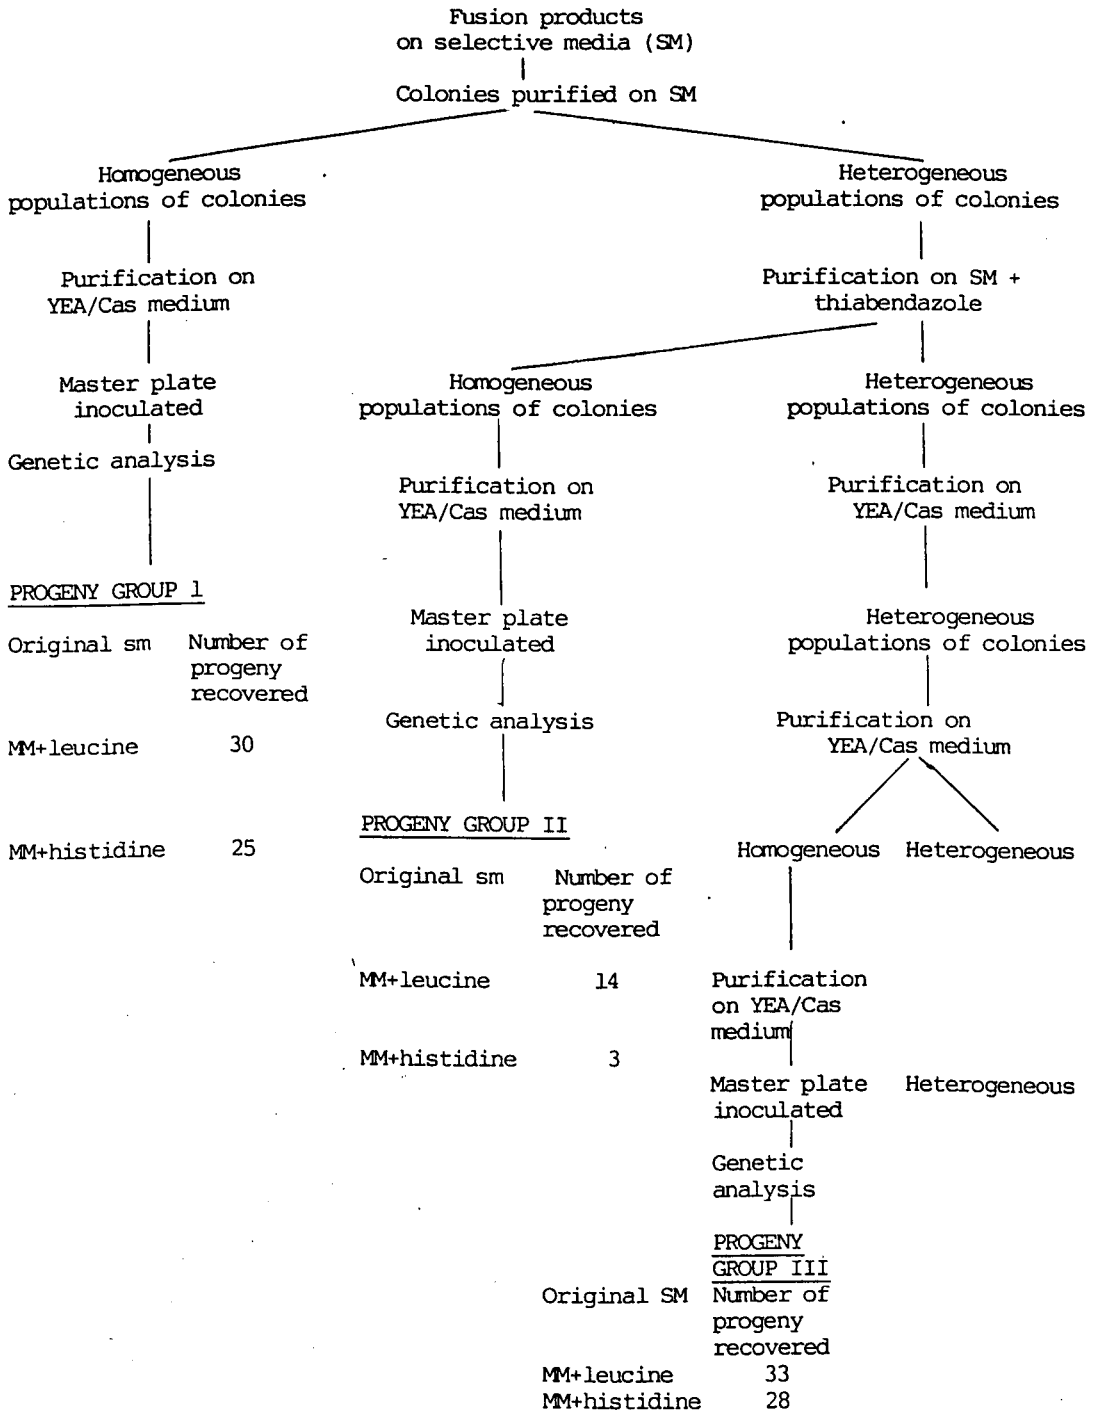 Fusion products
on selective media (SM)
Colonies purified on SM
Homogeneous
populations of colonies
Purification on
YEA/Cas medium
Master plate
inoculated
Genetic analysis
PROGENY GROUP 1
Original sm Number of
progeny
recovered
MM+leucine 30
MM+histidine 25
Heterogeneous
populations of colonies
Purification on SM +
thiabendazole
Homogeneous
populations of colonies
Purification on
YEA/Cas medium
Master plate
inoculated
Genetic analysis
PROGENY GROUP II
Original sm Number of
progeny
recovered
MM+leucine 14
MM+histidine 3
Heterogeneous
populations of colonies
Purification on
YEA/Cas medium
Heterogeneous
populations of colonies
Purification on
YEA/Cas medium
Homogeneous Heterogeneous
Purification
on YEA/Cas
medium
Master plate Heterogeneous
inoculated
Genetic
analysis
PROGENY
GROUP III
Original SM Number of
progeny
recovered
MM+leucine 33
MM+histidine 28